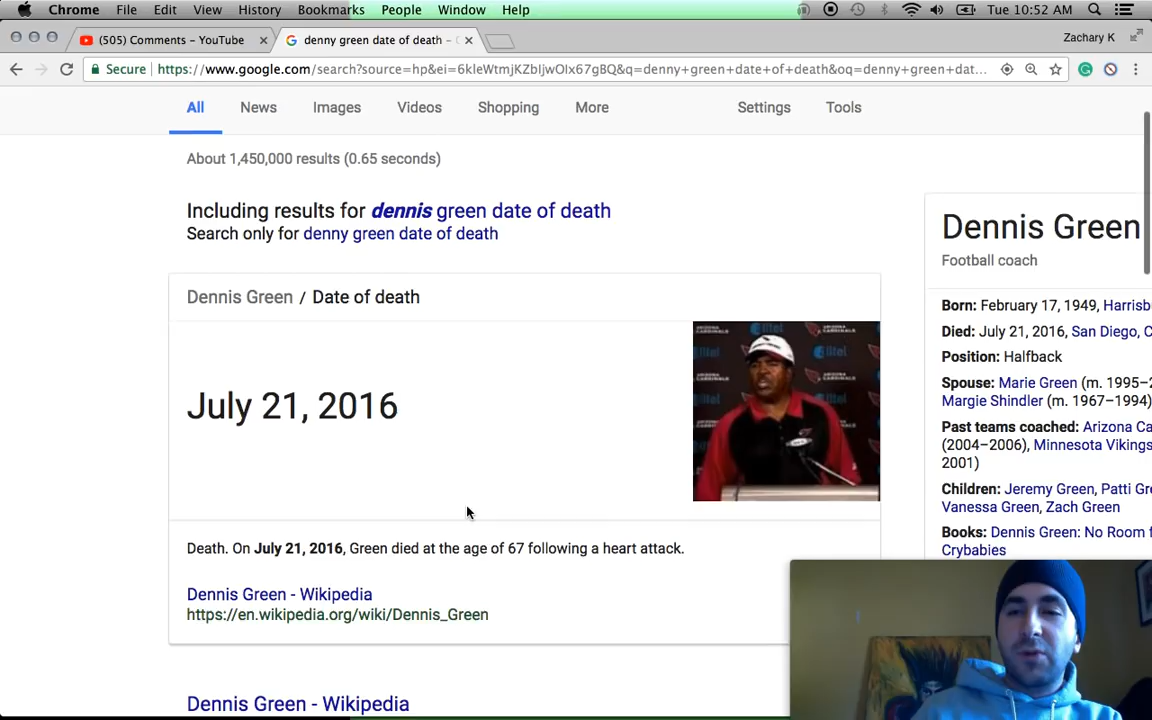 Chrome File Edit View History Bookmarks People Window Help Tue 10:52 AM
(505) Comments – YouTube × denny green date of death – × Zachary K
Secure https://www.google.com/search?source=hp&ei=6kleWtmjKZbIjwOlx67gBQ&q=denny+green+date+of+death&oq=denny+green+dat...
All News Images Videos Shopping More Settings Tools
About 1,450,000 results (0.65 seconds)
Including results for dennis green date of death
Search only for denny green date of death
Dennis Green / Date of death
July 21, 2016
Death. On July 21, 2016, Green died at the age of 67 following a heart attack.
Dennis Green - Wikipedia
https://en.wikipedia.org/wiki/Dennis_Green
Dennis Green - Wikipedia
Dennis Green
Football coach
Born: February 17, 1949, Harrisb
Died: July 21, 2016, San Diego, C
Position: Halfback
Spouse: Marie Green (m. 1995–2
Margie Shindler (m. 1967–1994)
Past teams coached: Arizona Ca
(2004–2006), Minnesota Vikings
2001)
Children: Jeremy Green, Patti Gre
Vanessa Green, Zach Green
Books: Dennis Green: No Room f
Crybabies